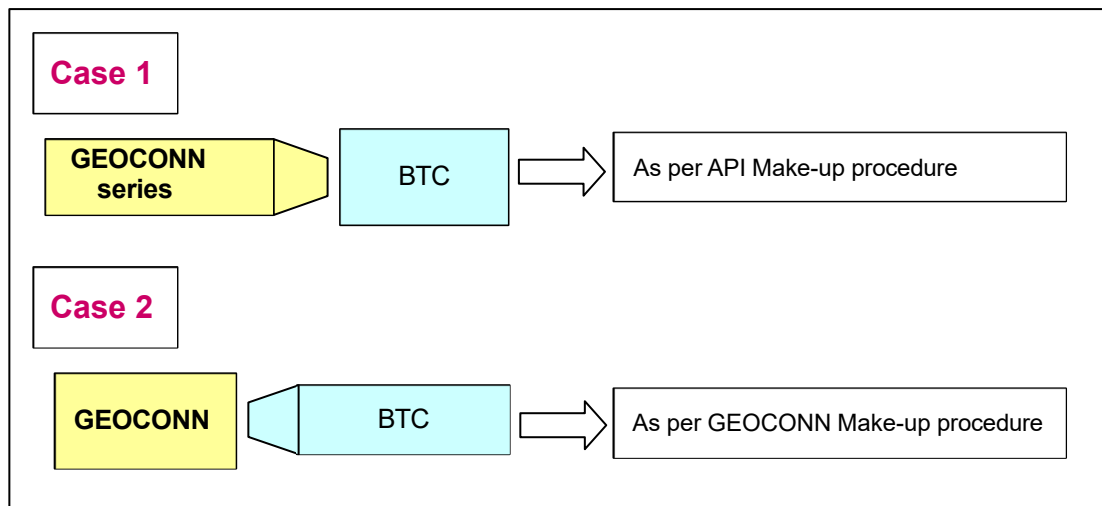 Case 1
GEOCONN
series
BTC
As per API Make-up procedure
Case 2
GEOCONN
BTC
As per GEOCONN Make-up procedure